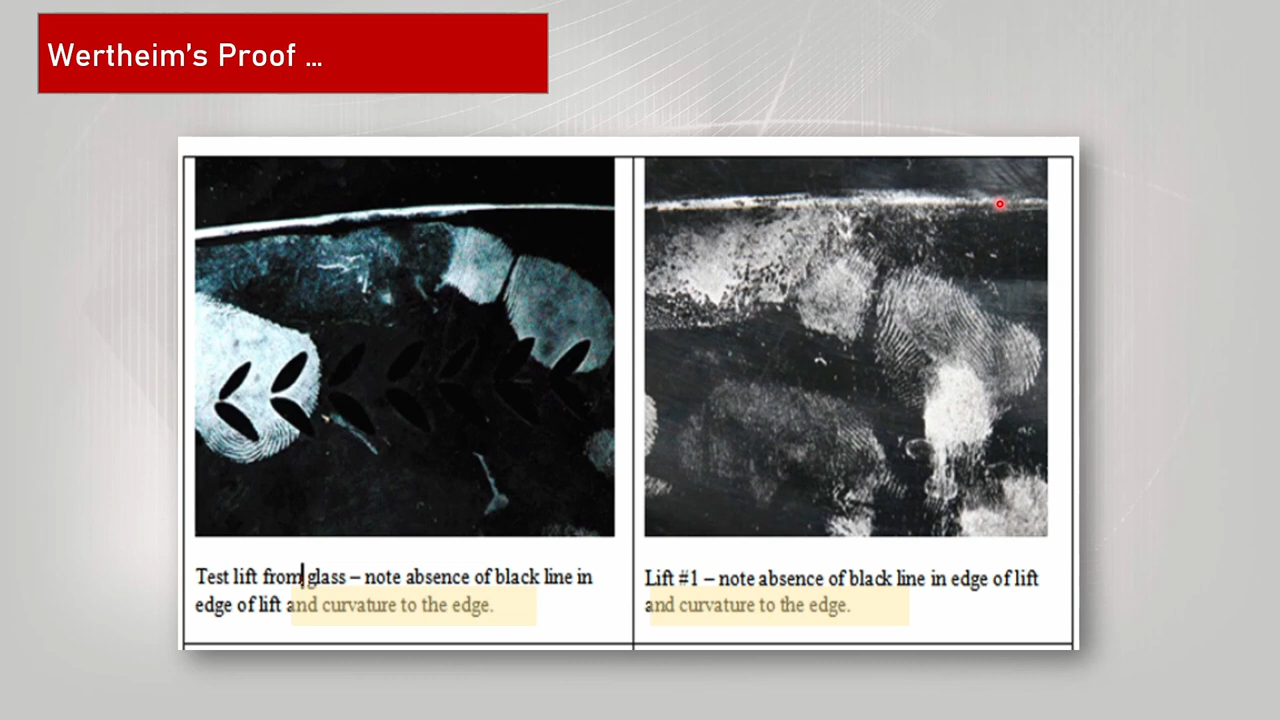 Wertheim's Proof ...
Test lift from glass – note absence of black line in
edge of lift and curvature to the edge.
Lift #1 – note absence of black line in edge of lift
and curvature to the edge.